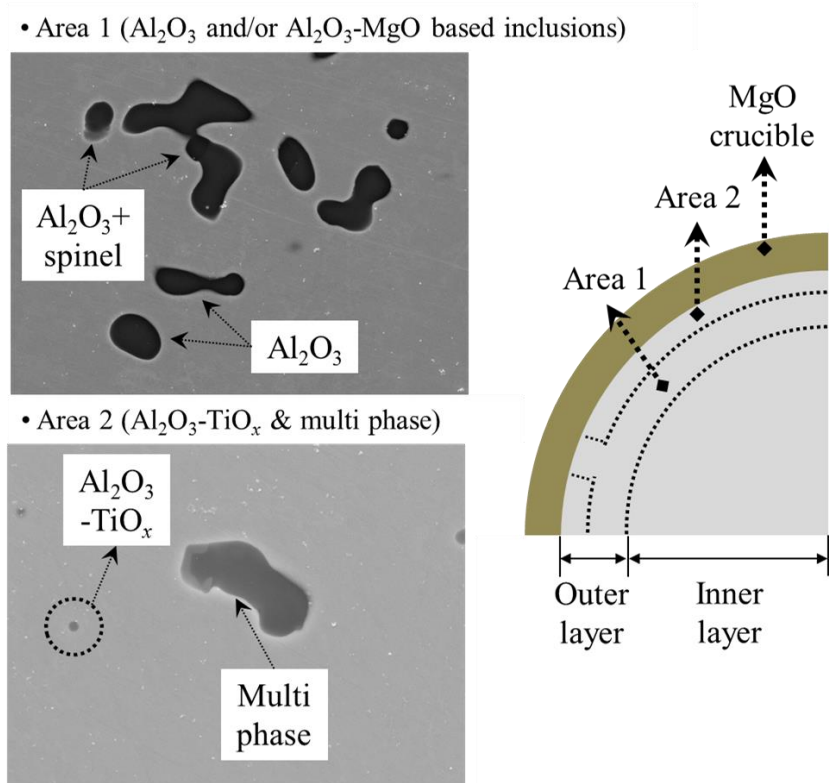 • Area 1 (Al₂O₃ and/or Al₂O₃-MgO based inclusions)
Al₂O₃+
spinel
Al₂O₃
• Area 2 (Al₂O₃-TiOₓ & multi phase)
Al₂O₃
-TiOₓ
Multi
phase
MgO
crucible
Area 2
Area 1
Outer
layer
Inner
layer